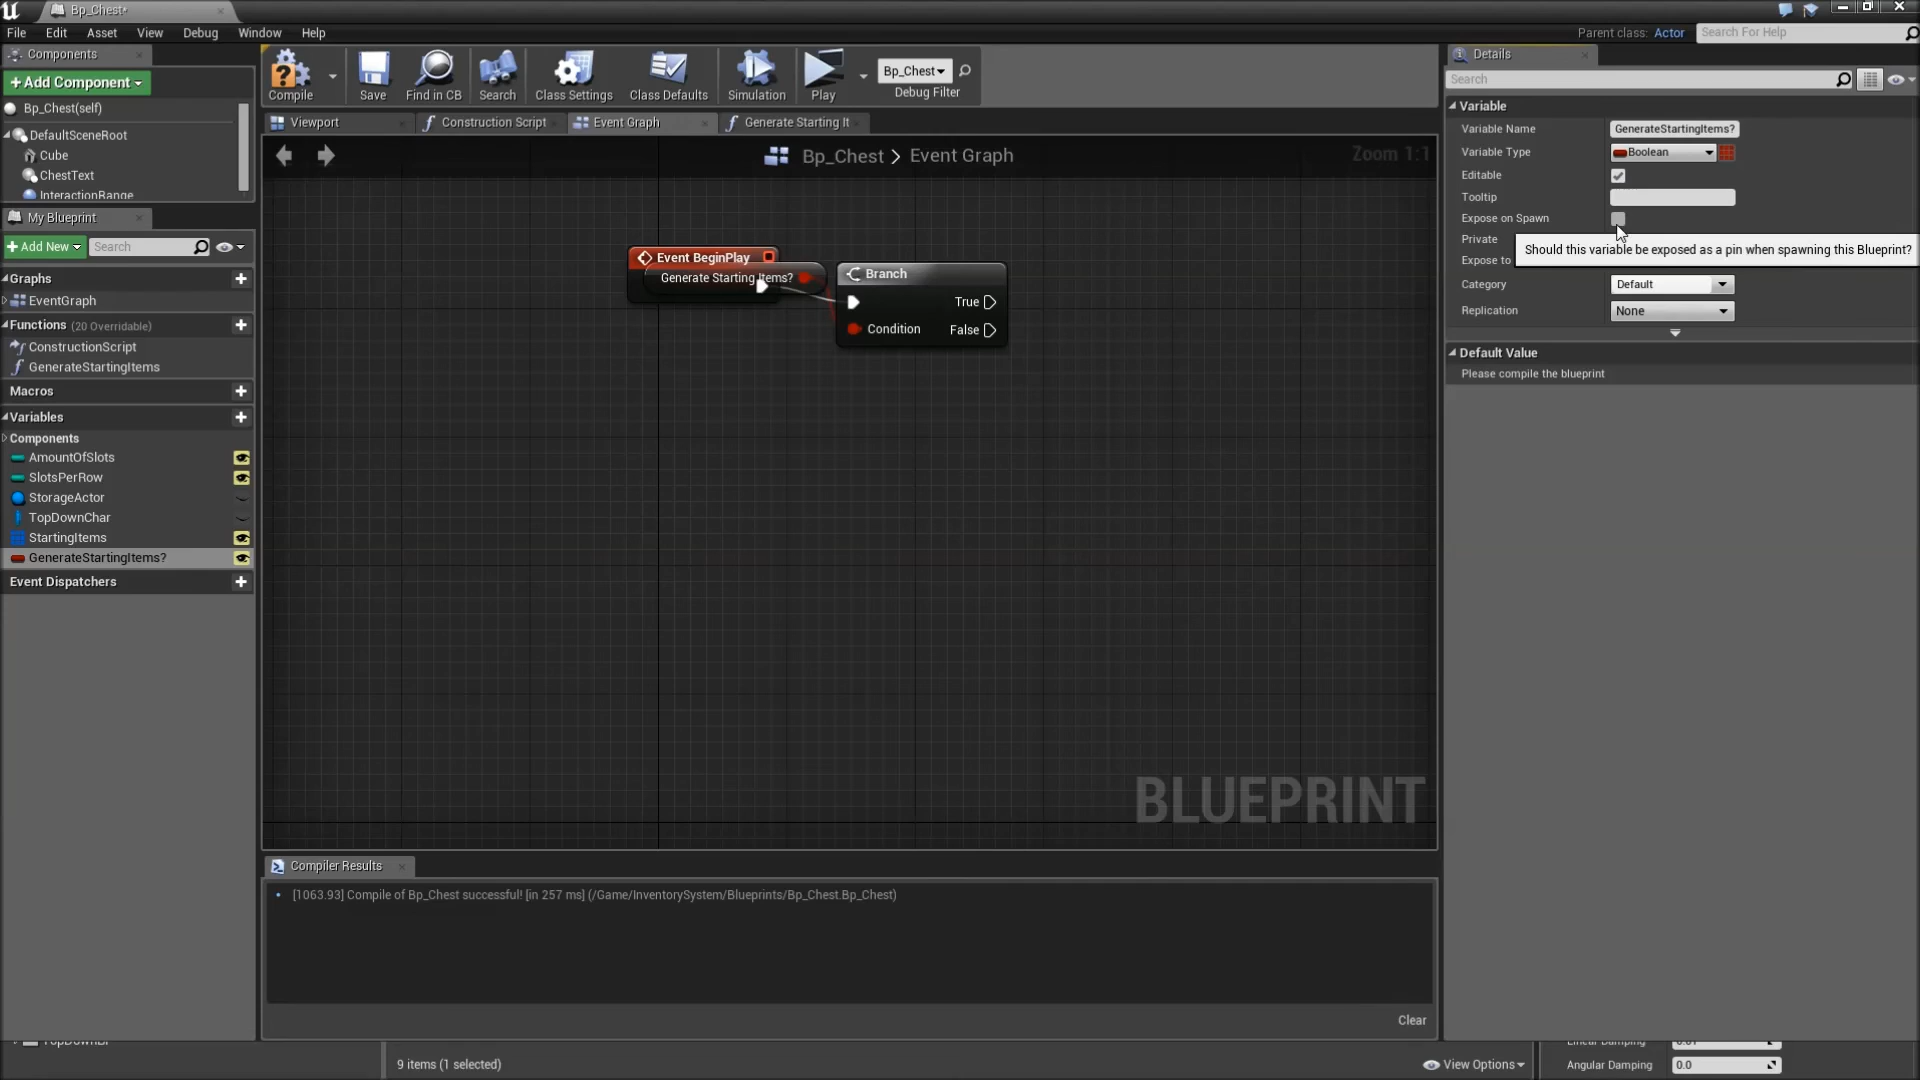 Bp_Chest*
File Edit Asset View Debug Window Help
Parent class: Actor
Search For Help
Components
+ Add Component
Bp_Chest(self)
DefaultSceneRoot
Cube
ChestText
InteractionRange
My Blueprint
+ Add New
Search
Graphs
EventGraph
Functions (20 Overridable)
ConstructionScript
GenerateStartingItems
Macros
Variables
Components
AmountOfSlots
SlotsPerRow
StorageActor
TopDownChar
StartingItems
GenerateStartingItems?
Event Dispatchers
Compile
Save
Find in CB
Search
Class Settings
Class Defaults
Simulation
Play
Bp_Chest
Debug Filter
Viewport
Construction Script
Event Graph
Generate Starting It
Bp_Chest > Event Graph
Zoom 1:1
Event BeginPlay
Generate Starting Items?
Branch
True
Condition
False
BLUEPRINT
Compiler Results
[1063.93] Compile of Bp_Chest successful! [in 257 ms] (/Game/InventorySystem/Blueprints/Bp_Chest.Bp_Chest)
Clear
9 items (1 selected)
View Options
Details
Search
Variable
Variable Name GenerateStartingItems?
Variable Type Boolean
Editable
Tooltip
Expose on Spawn
Private
Should this variable be exposed as a pin when spawning this Blueprint?
Expose to
Category Default
Replication None
Default Value
Please compile the blueprint
Linear Damping 0.01
Angular Damping 0.0